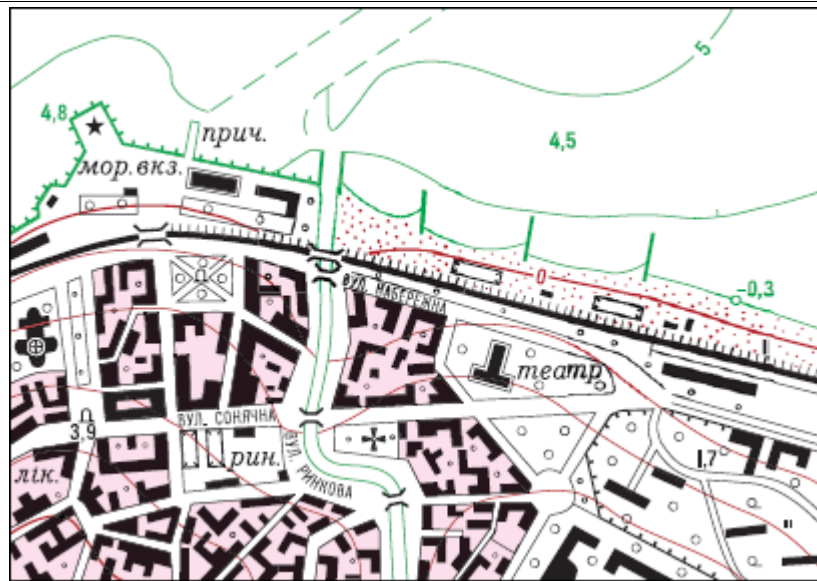 5
4,8
прич.
4,5
мор. вкз.
0
-0,3
ВУЛ. НАБЕРЕЖНА
театр
ВУЛ. СОНЯЧНА
3,9
рин.
ВУЛ. РИНКОВА
лік.
1,7